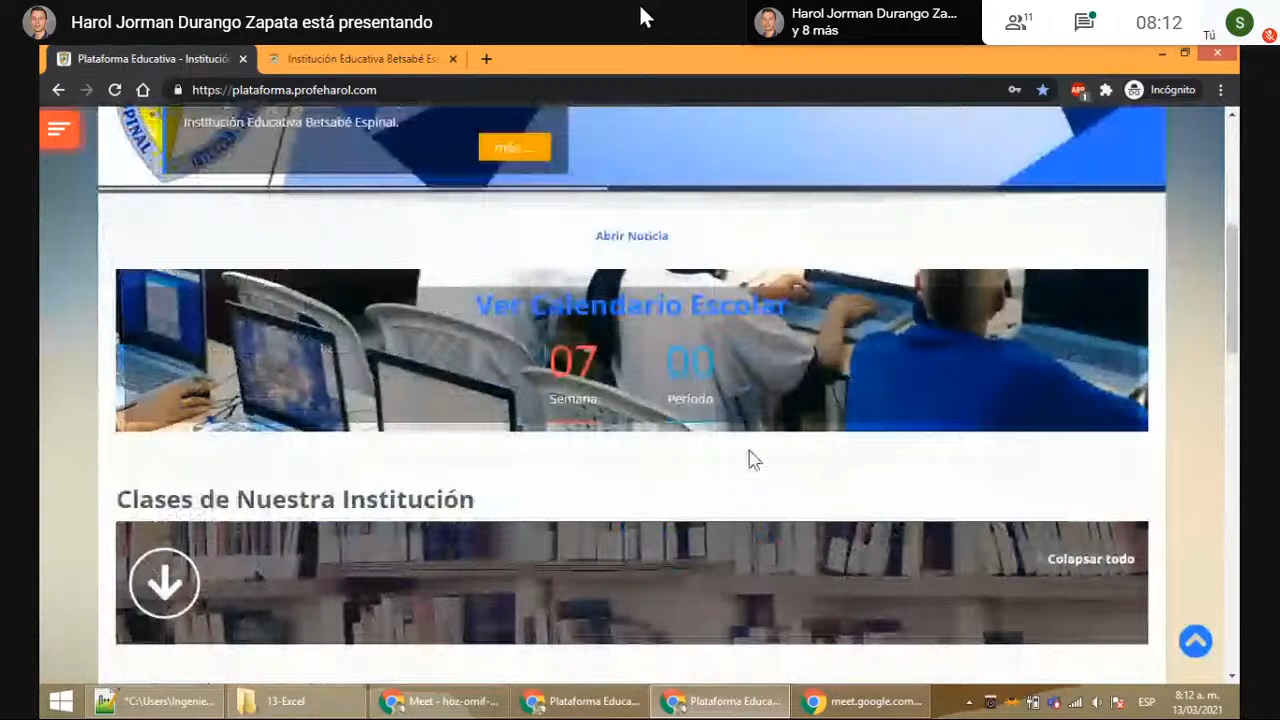 Harol Jorman Durango Zapata está presentando
Harol Jorman Durango Za...
y 8 más
11
08:12
Tú
S
Plataforma Educativa - Institució
Institución Educativa Betsabé Es
https://plataforma.profeharol.com
ABP
1
Incógnito
PINAL
Institución Educativa Betsabé Espinal.
más ...
Abrir Noticia
Ver Calendario Escolar
07
00
Semana
Periodo
Clases de Nuestra Institución
Colapsar todo
*C:\Users\Ingenie...
13-Excel
Meet - hoz-omif-...
Plataforma Educa...
Plataforma Educa...
meet.google.com...
ESP
8:12 a. m.
13/03/2021